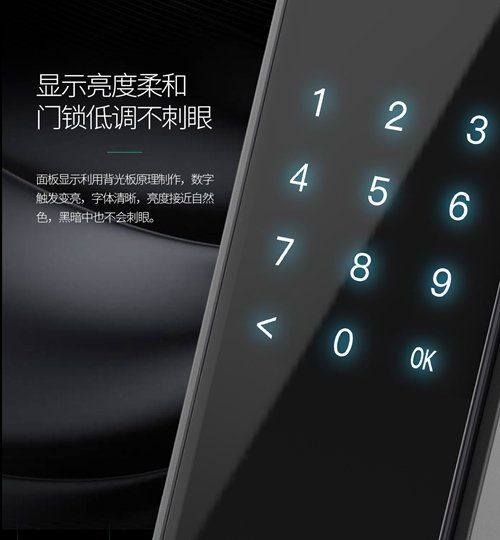 显示亮度柔和
门锁低调不刺眼
面板显示利用背光板原理制作，数字
触发变亮，字体清晰，亮度接近自然
色，黑暗中也不会刺眼。
1 2 3
4 5 6
7 8 9
< 0 OK